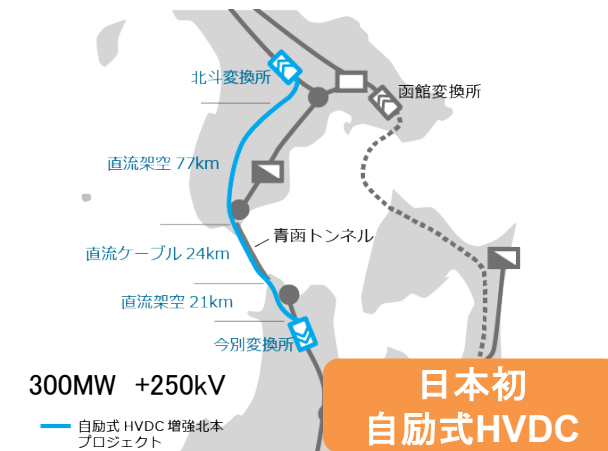 北斗変換所
函館変換所
直流架空 77km
青函トンネル
直流ケーブル 24km
直流架空 21km
今別変換所
300MW +250kV
自励式 HVDC 増強北本
プロジェクト
日本初
自励式HVDC